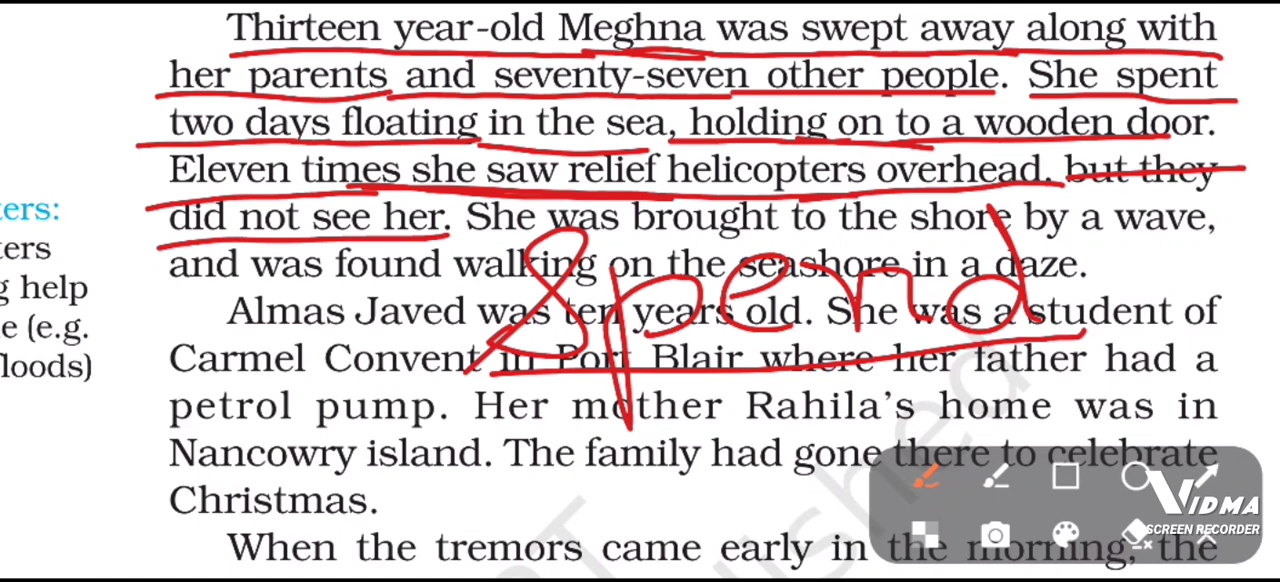 Thirteen year-old Meghna was swept away along with
her parents and seventy-seven other people. She spent
two days floating in the sea, holding on to a wooden door.
Eleven times she saw relief helicopters overhead, but they
ters: did not see her. She was brought to the shore by a wave,
ters and was found walking on the seashore in a daze.
Spend
g help Almas Javed was ten years old. She was a student of
e (e.g. Carmel Convent in Port Blair where her father had a
loods) petrol pump. Her mother Rahila's home was in
Nancowry island. The family had gone there to celebrate
Christmas.
When the tremors came early in the morning, the
VIDMA
SCREEN RECORDER